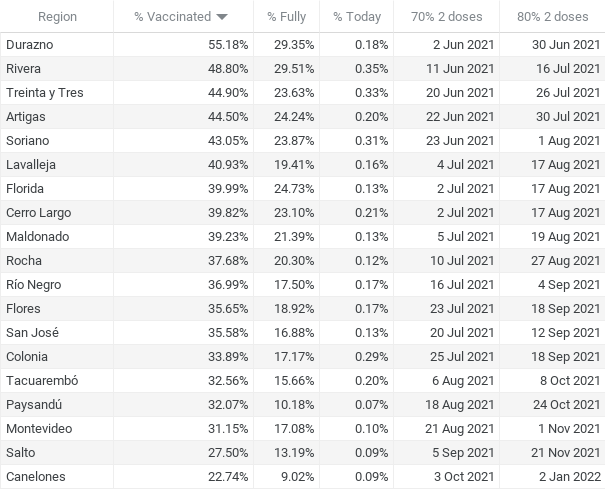 Region % Vaccinated % Fully % Today 70% 2 doses 80% 2 doses
Durazno 55.18% 29.35% 0.18% 2 Jun 2021 30 Jun 2021
Rivera 48.80% 29.51% 0.35% 11 Jun 2021 16 Jul 2021
Treinta y Tres 44.90% 23.63% 0.33% 20 Jun 2021 26 Jul 2021
Artigas 44.50% 24.24% 0.20% 22 Jun 2021 30 Jul 2021
Soriano 43.05% 23.87% 0.31% 23 Jun 2021 1 Aug 2021
Lavalleja 40.93% 19.41% 0.16% 4 Jul 2021 17 Aug 2021
Florida 39.99% 24.73% 0.13% 2 Jul 2021 17 Aug 2021
Cerro Largo 39.82% 23.10% 0.21% 2 Jul 2021 17 Aug 2021
Maldonado 39.23% 21.39% 0.13% 5 Jul 2021 19 Aug 2021
Rocha 37.68% 20.30% 0.12% 10 Jul 2021 27 Aug 2021
Río Negro 36.99% 17.50% 0.17% 16 Jul 2021 4 Sep 2021
Flores 35.65% 18.92% 0.17% 23 Jul 2021 18 Sep 2021
San José 35.58% 16.88% 0.13% 20 Jul 2021 12 Sep 2021
Colonia 33.89% 17.17% 0.29% 25 Jul 2021 18 Sep 2021
Tacuarembó 32.56% 15.66% 0.20% 6 Aug 2021 8 Oct 2021
Paysandú 32.07% 10.18% 0.07% 18 Aug 2021 24 Oct 2021
Montevideo 31.15% 17.08% 0.10% 21 Aug 2021 1 Nov 2021
Salto 27.50% 13.19% 0.09% 5 Sep 2021 21 Nov 2021
Canelones 22.74% 9.02% 0.09% 3 Oct 2021 2 Jan 2022